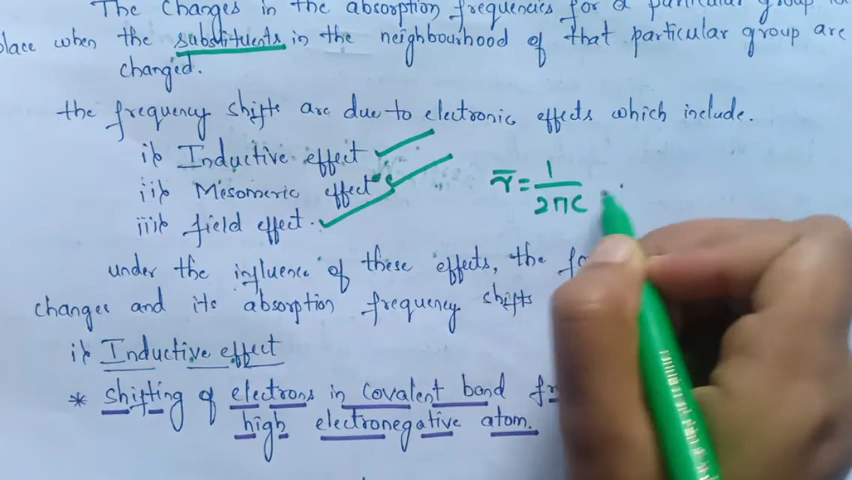 The changes in the absorption frequencies for a particular group
place when the substituents in the neighbourhood of that particular group are
changed.
the frequency shifts are due to electronic effects which include.
i) Inductive effect
ii) Mesomeric effect
iii) field effect.
ν̅ = 1 / 2πc
under the influence of these effects, the
changes and its absorption frequency shifts
i) Inductive effect
* shifting of electrons in covalent bond
high electronegative atom.